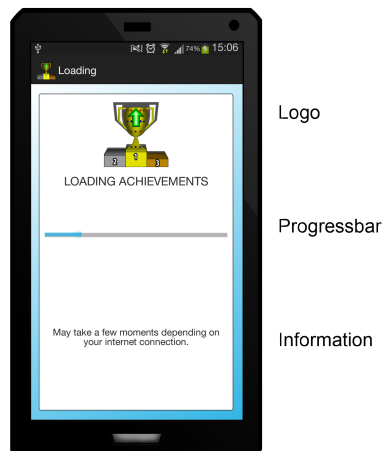 74% 15:06
Loading
2 1 3
LOADING ACHIEVEMENTS
May take a few moments depending on
your internet connection.
Logo
Progressbar
Information